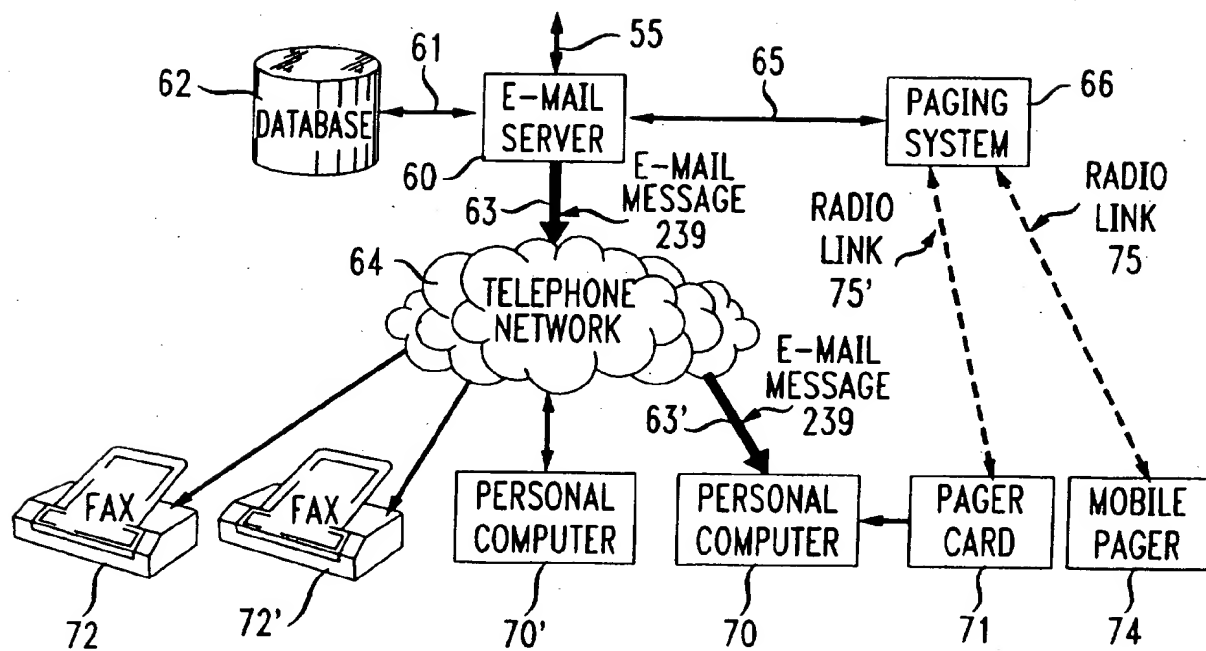 55
61
62
DATABASE
E-MAIL
SERVER
60
65
66
PAGING
SYSTEM
63
E-MAIL
MESSAGE
239
RADIO
LINK
75'
RADIO
LINK
75
64
TELEPHONE
NETWORK
E-MAIL
MESSAGE
239
63'
FAX
FAX
PERSONAL
COMPUTER
PERSONAL
COMPUTER
PAGER
CARD
MOBILE
PAGER
72
72'
70'
70
71
74